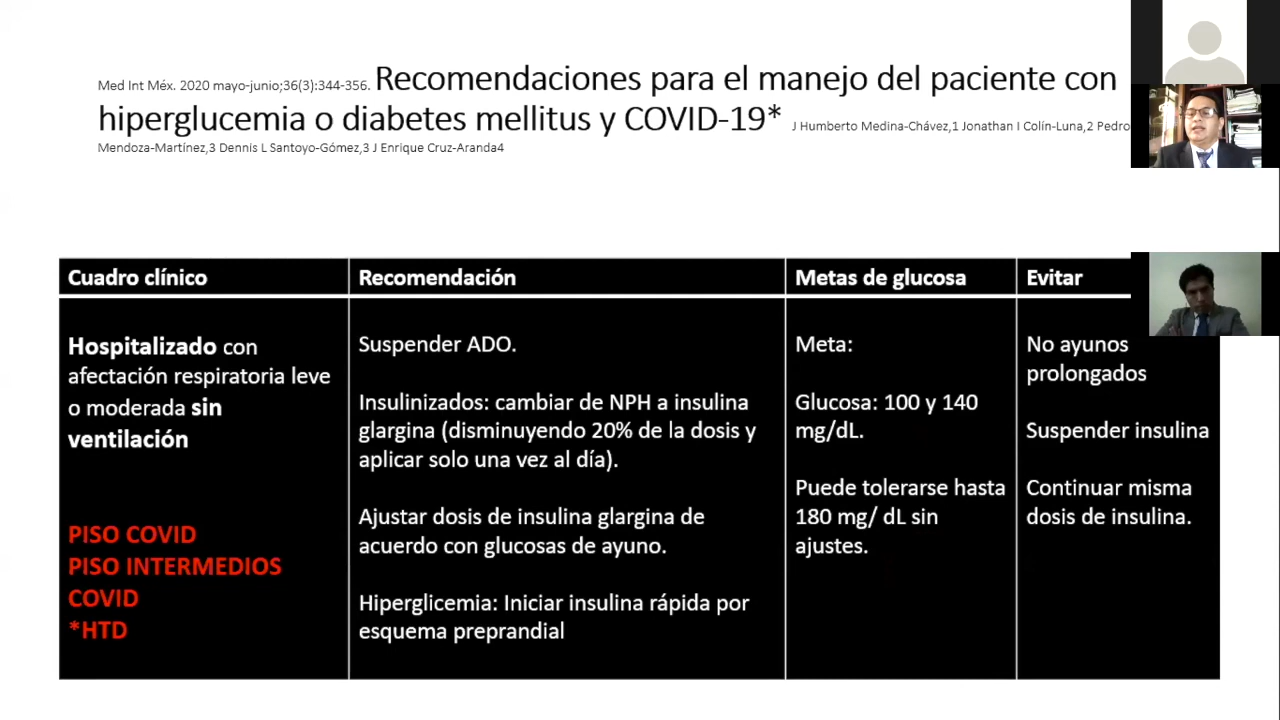 Med Int Méx. 2020 mayo-junio;36(3):344-356. Recomendaciones para el manejo del paciente con
hiperglucemia o diabetes mellitus y COVID-19* J Humberto Medina-Chávez,1 Jonathan I Colín-Luna,2 Pedro
Mendoza-Martínez,3 Dennis L Santoyo-Gómez,3 J Enrique Cruz-Aranda4
Cuadro clínico
Recomendación
Metas de glucosa
Evitar
Hospitalizado con
afectación respiratoria leve
o moderada sin
ventilación
PISO COVID
PISO INTERMEDIOS
COVID
*HTD
Suspender ADO.
Insulinizados: cambiar de NPH a insulina
glargina (disminuyendo 20% de la dosis y
aplicar solo una vez al día).
Ajustar dosis de insulina glargina de
acuerdo con glucosas de ayuno.
Hiperglicemia: Iniciar insulina rápida por
esquema preprandial
Meta:
Glucosa: 100 y 140
mg/dL.
Puede tolerarse hasta
180 mg/ dL sin
ajustes.
No ayunos
prolongados
Suspender insulina
Continuar misma
dosis de insulina.